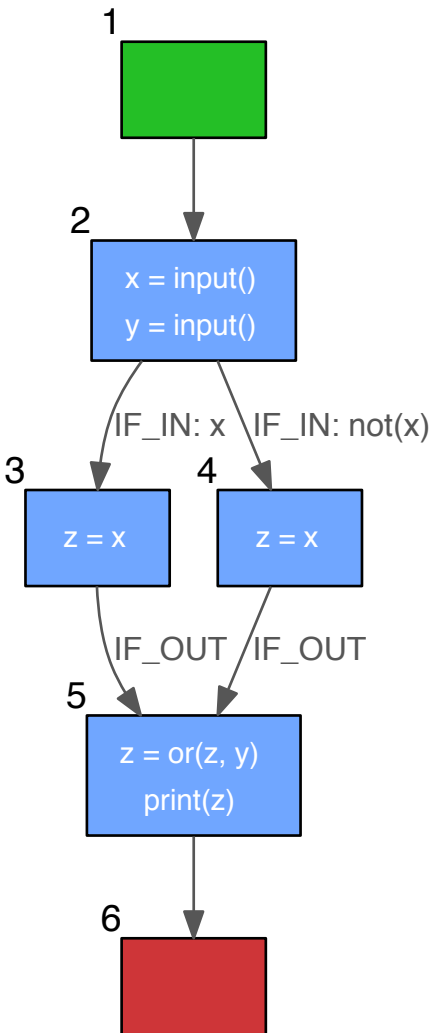 1
2
x = input()
y = input()
IF_IN: x
IF_IN: not(x)
3
4
z = x
z = x
IF_OUT
IF_OUT
5
z = or(z, y)
print(z)
6